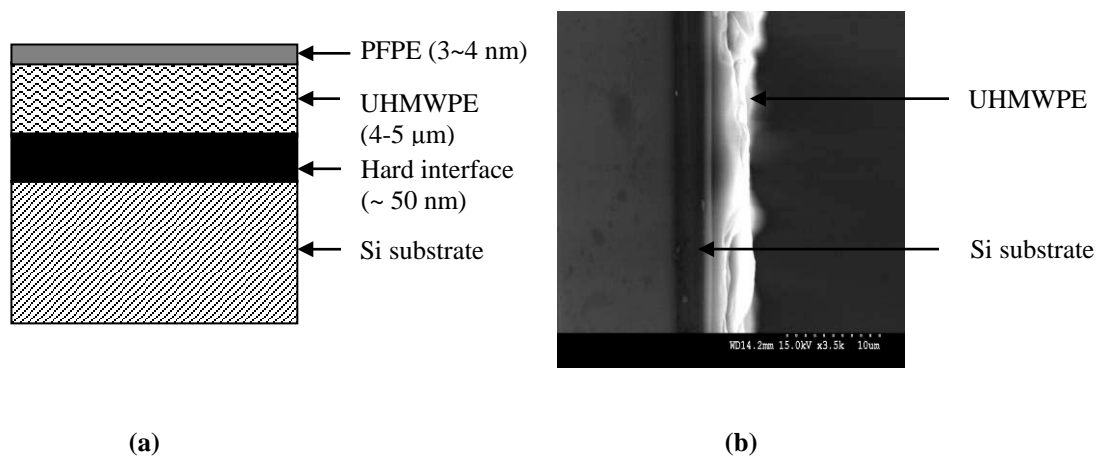 PFPE (3~4 nm)
UHMWPE
(4-5 µm)
Hard interface
(~ 50 nm)
Si substrate
UHMWPE
Si substrate
WD14.2mm 15.0kV x3.5k 10um
(a)
(b)